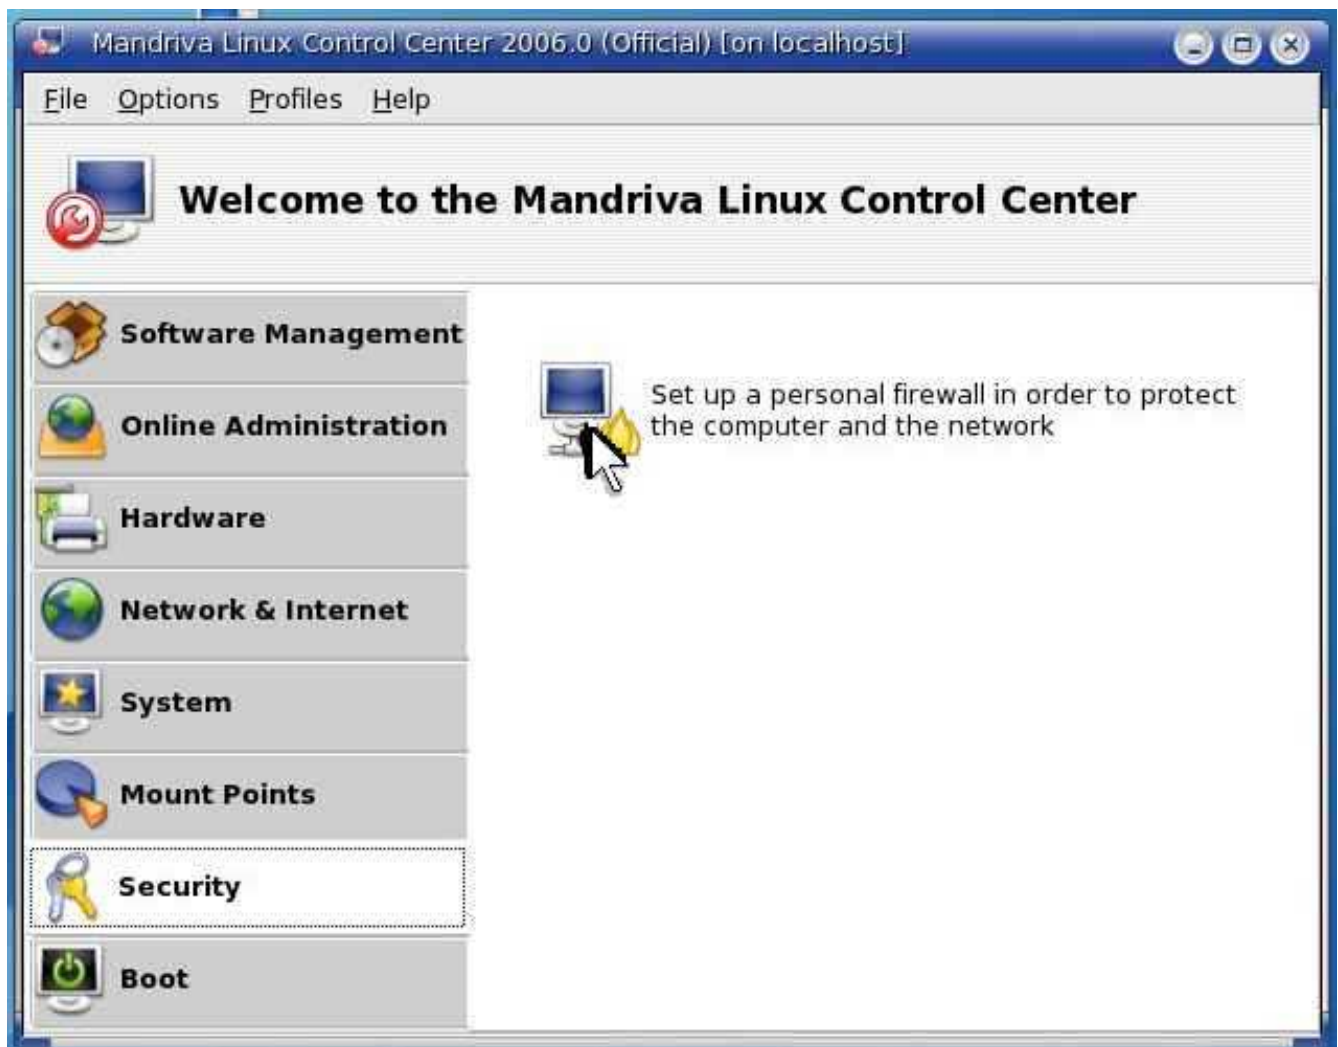 Mandriva Linux Control Center 2006.0 (Official) [on localhost]
File Options Profiles Help
Welcome to the Mandriva Linux Control Center
Software Management
Online Administration
Hardware
Network & Internet
System
Mount Points
Security
Boot
Set up a personal firewall in order to protect
the computer and the network